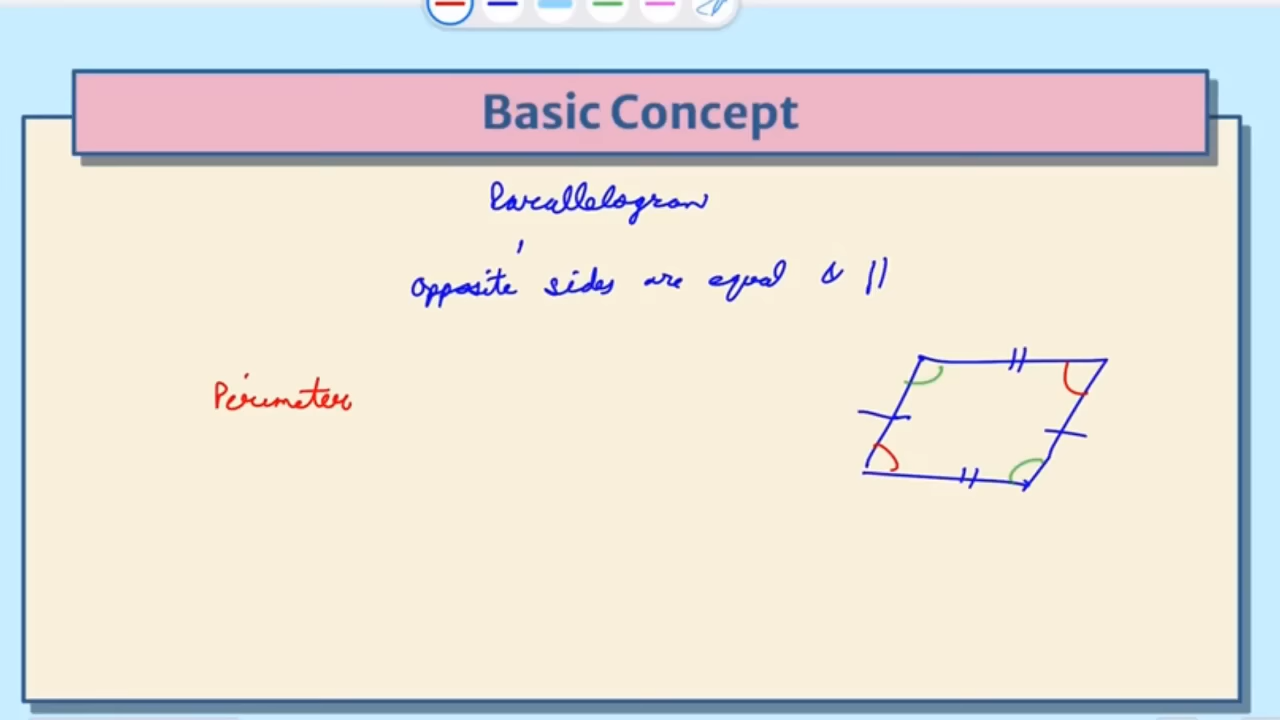 Basic Concept
Parallelogram
opposite sides are equal & ||
Perimeter